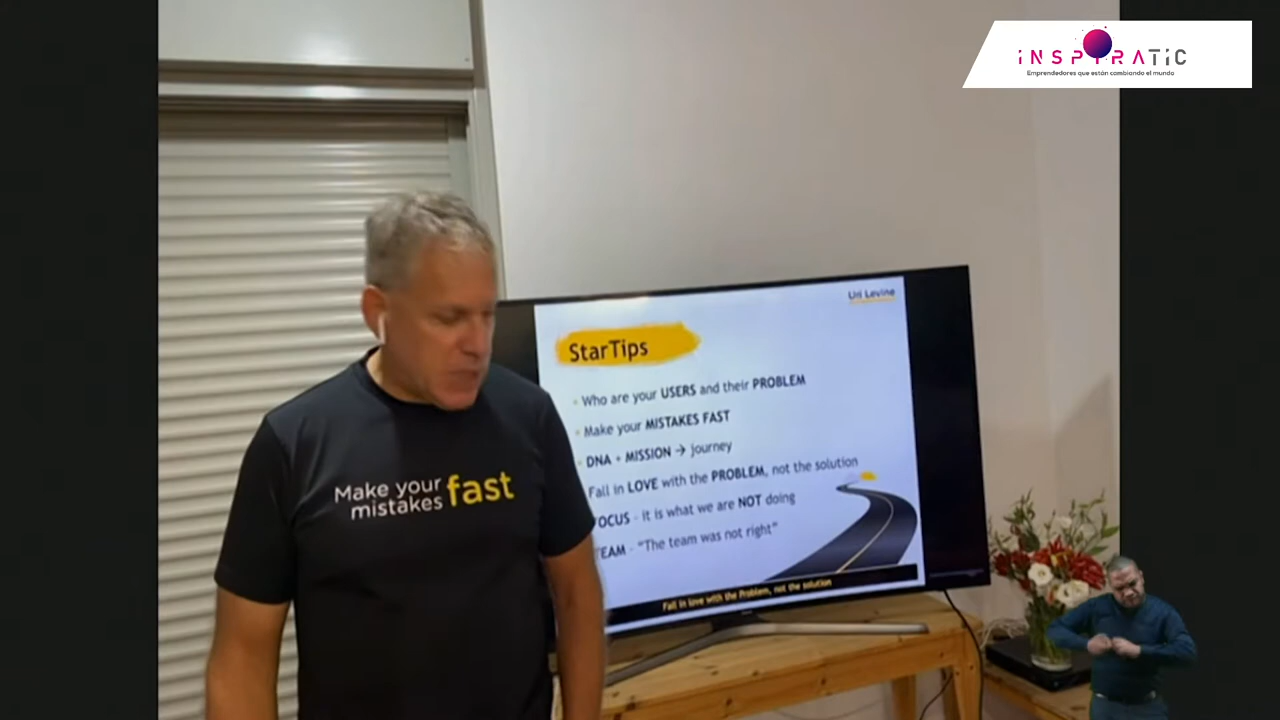 INSPIRATIC
Emprendedores que están cambiando el mundo
Uri Levine
StarTips
Who are your USERS and their PROBLEM
Make your MISTAKES FAST
DNA + MISSION → journey
Fall in LOVE with the PROBLEM, not the solution
FOCUS - it is what we are NOT doing
TEAM - "The team was not right"
Fall in love with the Problem, not the solution
Make your
mistakes fast